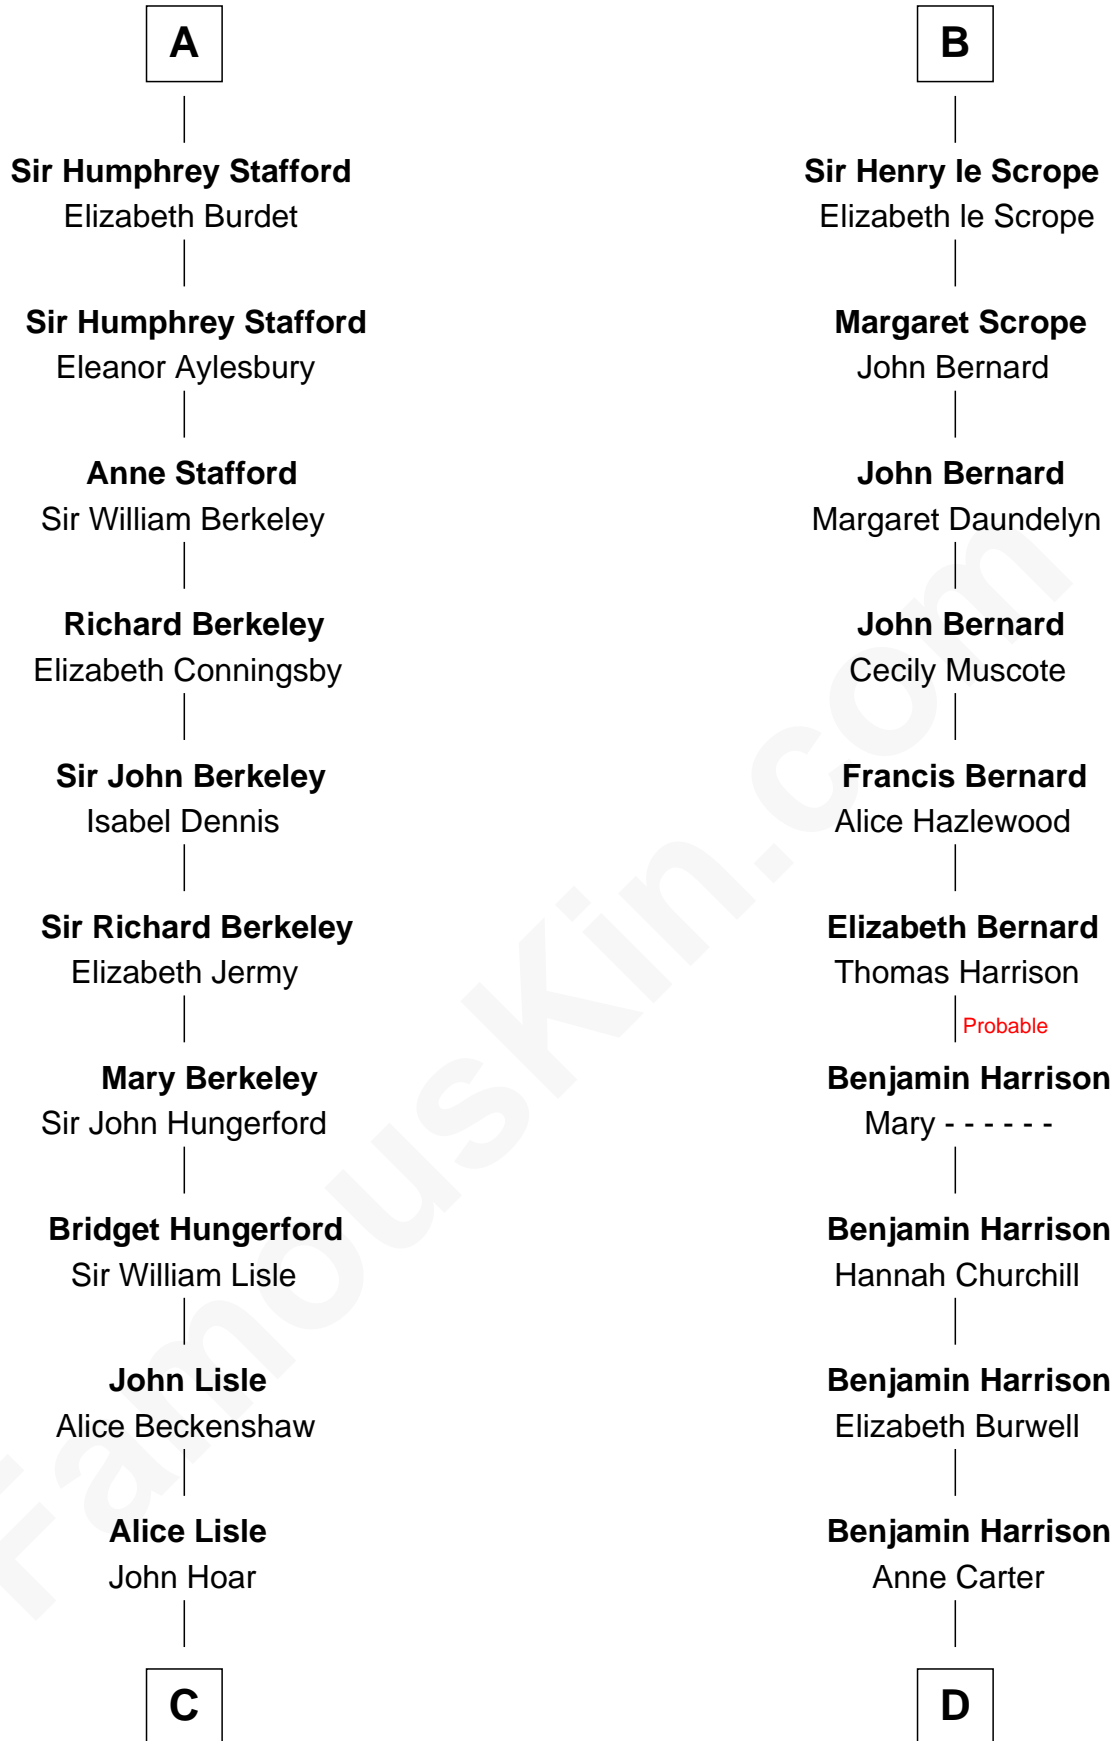 A
Sir Humphrey Stafford
Elizabeth Burdet
Sir Humphrey Stafford
Eleanor Aylesbury
Anne Stafford
Sir William Berkeley
Richard Berkeley
Elizabeth Conningsby
Sir John Berkeley
Isabel Dennis
Sir Richard Berkeley
Elizabeth Jermy
Mary Berkeley
Sir John Hungerford
Bridget Hungerford
Sir William Lisle
John Lisle
Alice Beckenshaw
Alice Lisle
John Hoar
C
B
Sir Henry le Scrope
Elizabeth le Scrope
Margaret Scrope
John Bernard
John Bernard
Margaret Daundelyn
John Bernard
Cecily Muscote
Francis Bernard
Alice Hazlewood
Elizabeth Bernard
Thomas Harrison
Probable
Benjamin Harrison
Mary - - - - - -
Benjamin Harrison
Hannah Churchill
Benjamin Harrison
Elizabeth Burwell
Benjamin Harrison
Anne Carter
D
FamousKin.com